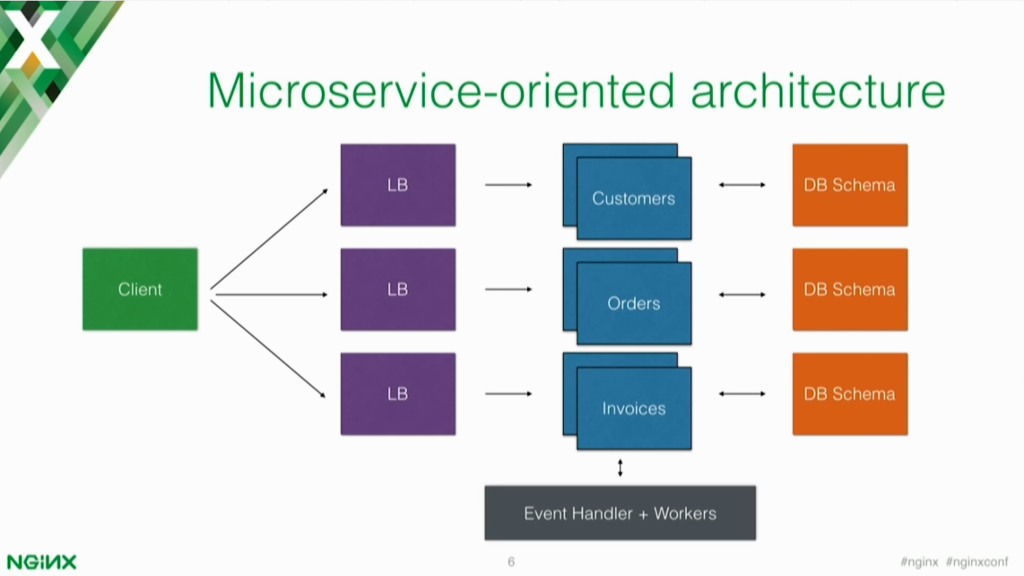 Microservice-oriented architecture
LB
Customers
DB Schema
Client
LB
Orders
DB Schema
LB
Invoices
DB Schema
Event Handler + Workers
NGINX
6
#nginx #nginxconf